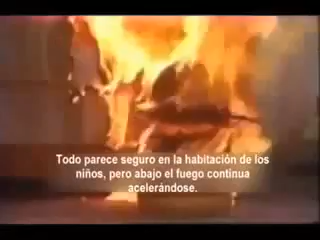 Todo parece seguro en la habitación de los
niños, pero abajo el fuego continua
acelerándose.